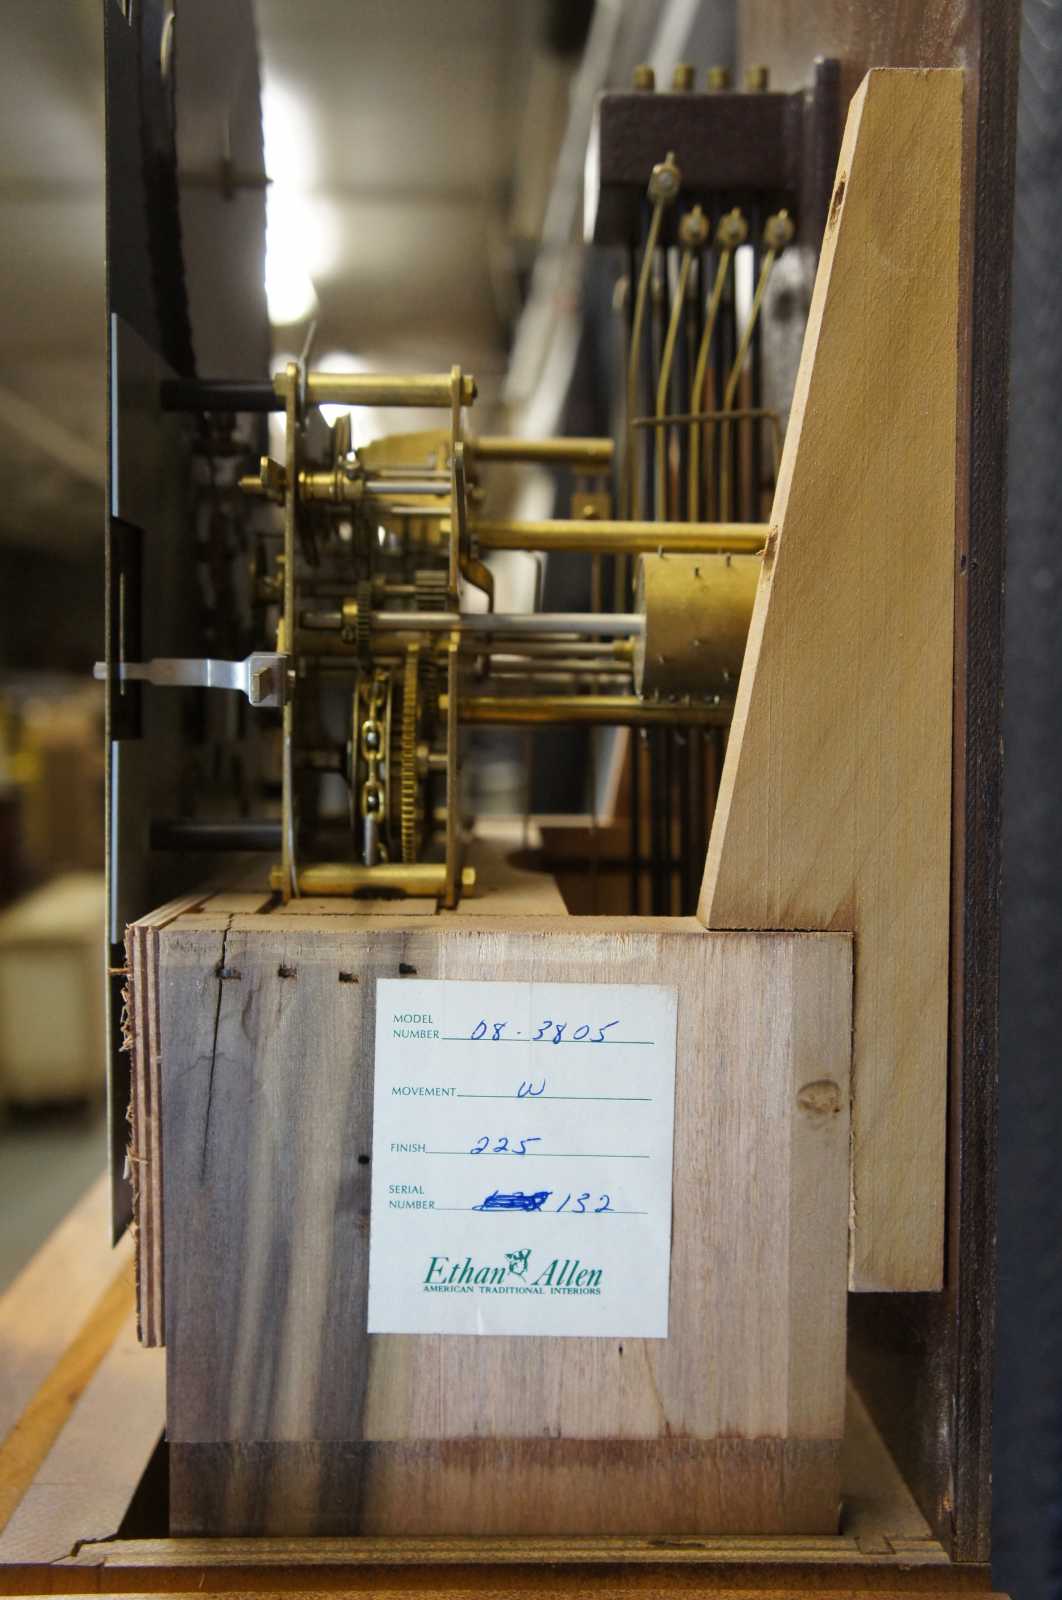 MODEL
NUMBER 08-3805
MOVEMENT W
FINISH 225
SERIAL
NUMBER 132
Ethan Allen
AMERICAN TRADITIONAL INTERIORS